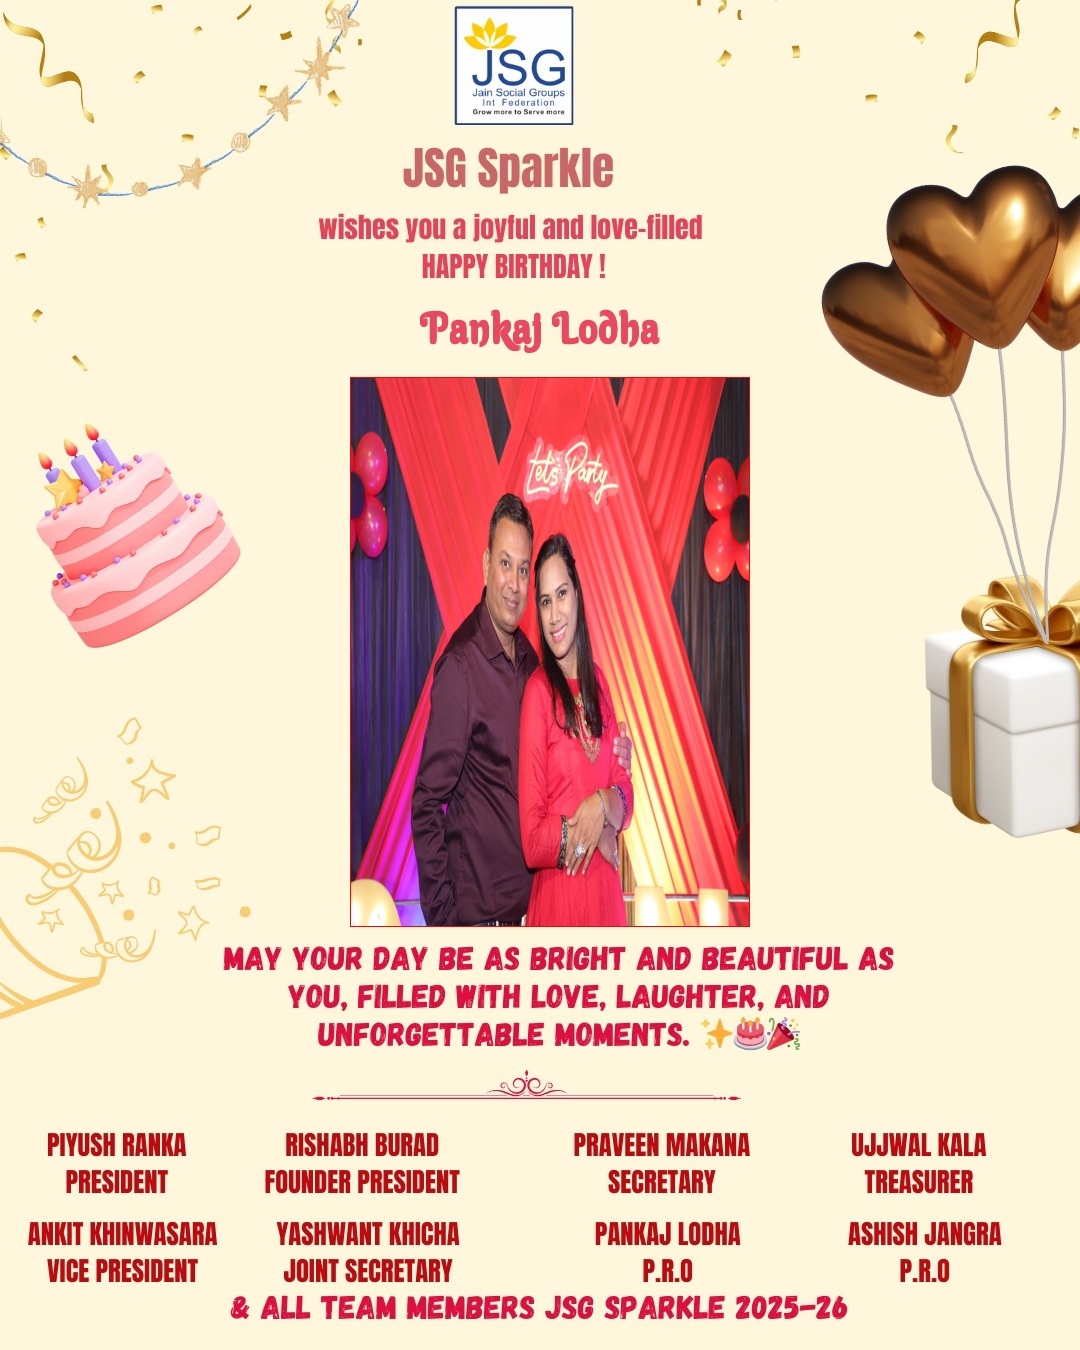 JSG
Jain Social Groups
Int Federation
Grow more to Serve more
JSG Sparkle
wishes you a joyful and love-filled
HAPPY BIRTHDAY !
Pankaj Lodha
Let's Party
MAY YOUR DAY BE AS BRIGHT AND BEAUTIFUL AS
YOU, FILLED WITH LOVE, LAUGHTER, AND
UNFORGETTABLE MOMENTS. ✨🎂🎉
PIYUSH RANKA
PRESIDENT
RISHABH BURAD
FOUNDER PRESIDENT
PRAVEEN MAKANA
SECRETARY
UJJWAL KALA
TREASURER
ANKIT KHINWASARA
VICE PRESIDENT
YASHWANT KHICHA
JOINT SECRETARY
PANKAJ LODHA
P.R.O
ASHISH JANGRA
P.R.O
& ALL TEAM MEMBERS JSG SPARKLE 2025-26